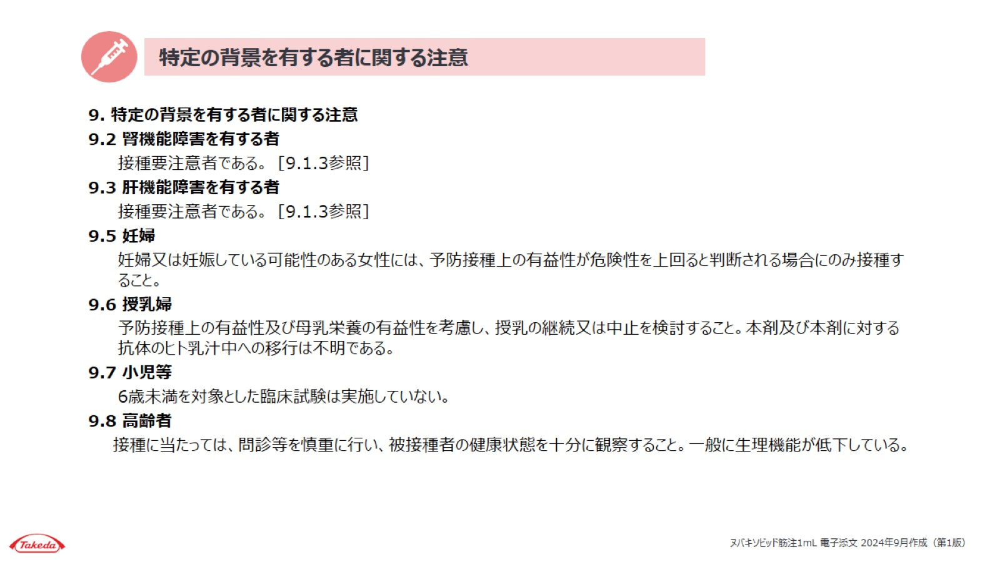 特定の背景を有する者に関する注意
9. 特定の背景を有する者に関する注意
9.2 腎機能障害を有する者
接種要注意者である。［9.1.3参照］
9.3 肝機能障害を有する者
接種要注意者である。［9.1.3参照］
9.5 妊婦
妊婦又は妊娠している可能性のある女性には、予防接種上の有益性が危険性を上回ると判断される場合にのみ接種す
ること。
9.6 授乳婦
予防接種上の有益性及び母乳栄養の有益性を考慮し、授乳の継続又は中止を検討すること。本剤及び本剤に対する
抗体のヒト乳汁中への移行は不明である。
9.7 小児等
6歳未満を対象とした臨床試験は実施していない。
9.8 高齢者
接種に当たっては、問診等を慎重に行い、被接種者の健康状態を十分に観察すること。一般に生理機能が低下している。
Takeda
ヌバキソビッド筋注1mL 電子添文 2024年9月作成（第1版）